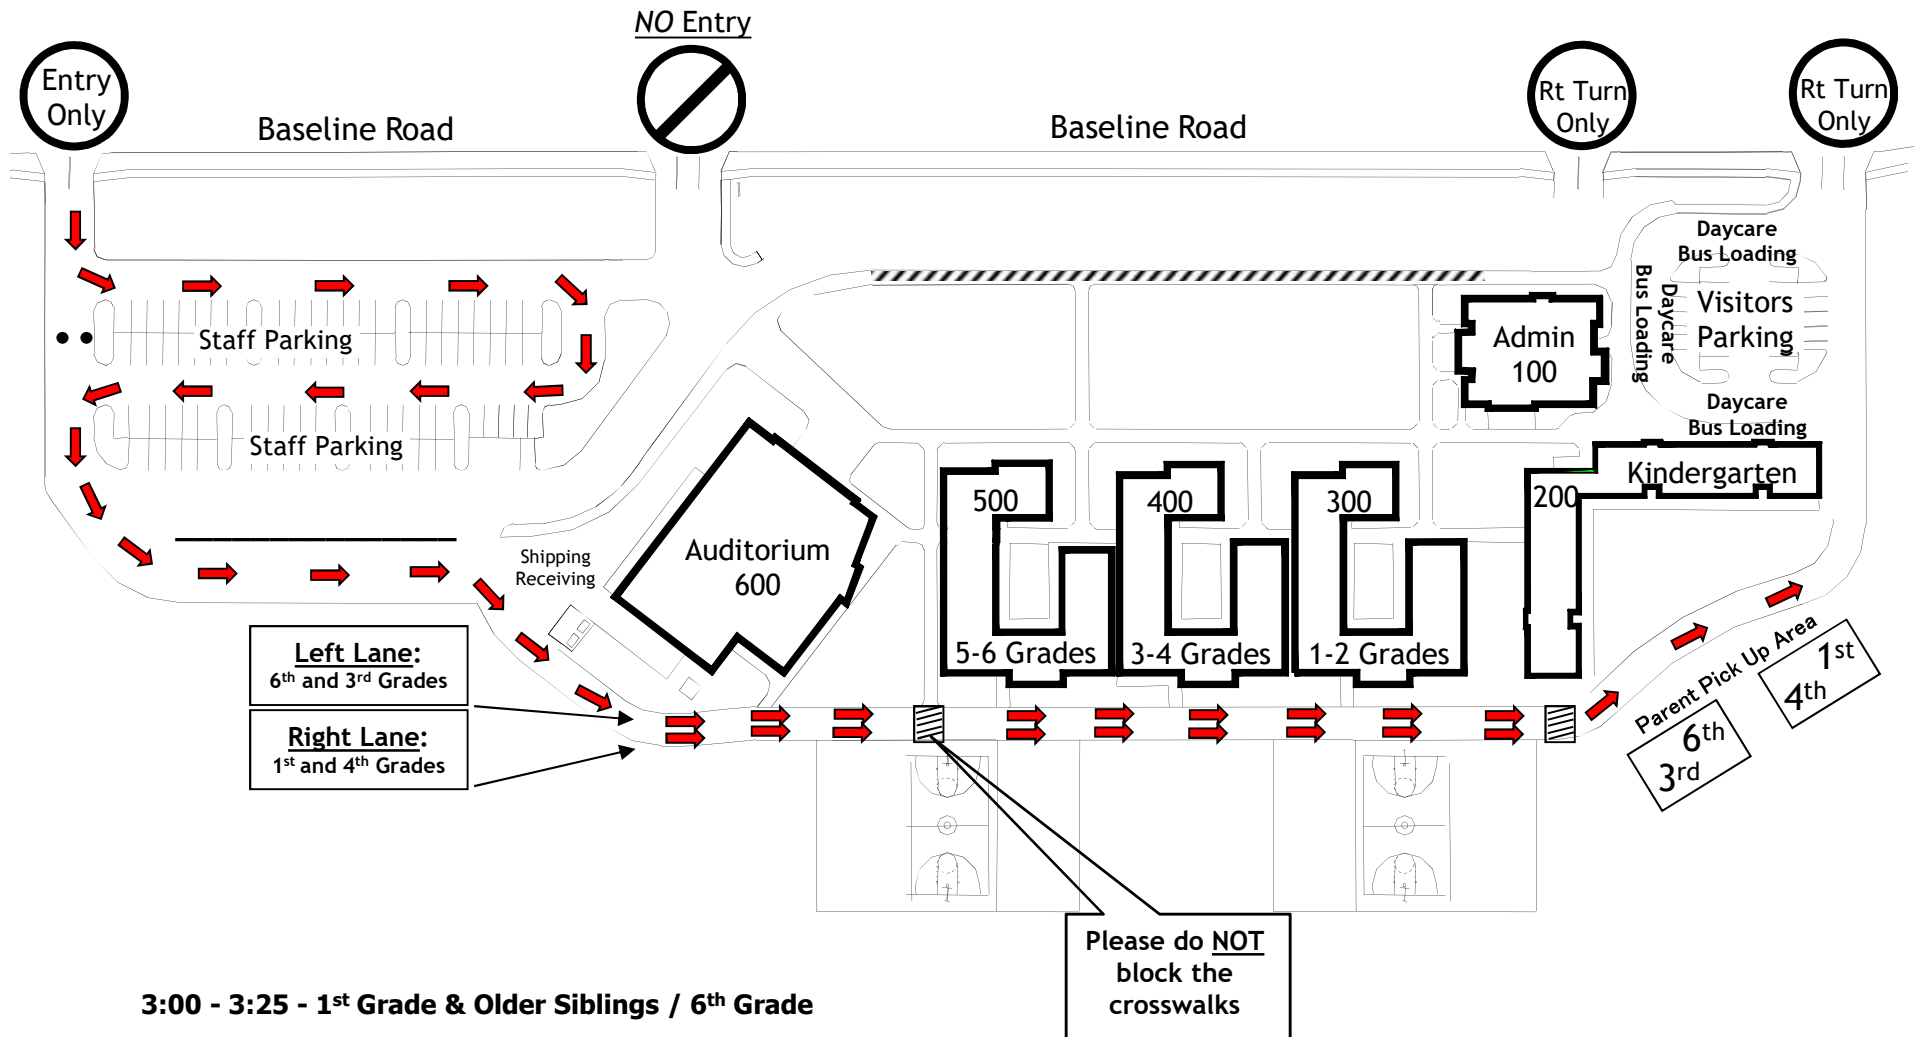 NO Entry
Entry
Only
Rt Turn
Only
Rt Turn
Only
Baseline Road
Baseline Road
Daycare
Bus Loading
Daycare
Bus Loading
Visitors
Parking
Daycare
Bus Loading
Staff Parking
Staff Parking
Admin
100
Kindergarten
200
500
400
300
Auditorium
600
Shipping
Receiving
5-6 Grades
3-4 Grades
1-2 Grades
Left Lane:
6th and 3rd Grades
Right Lane:
1st and 4th Grades
Parent Pick Up Area
1st
4th
6th
3rd
Please do NOT
block the
crosswalks
3:00 - 3:25 - 1st Grade & Older Siblings / 6th Grade